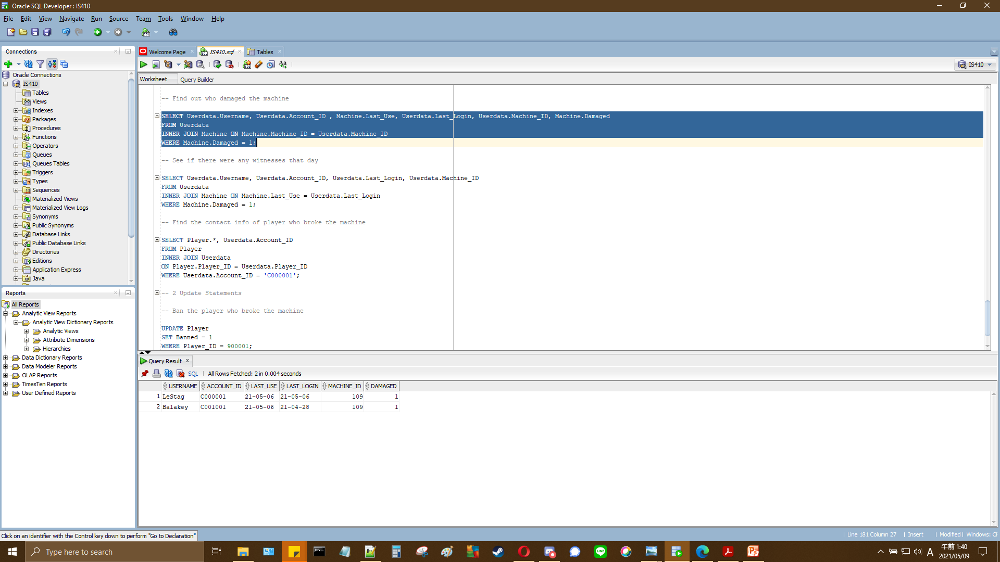 Oracle SQL Developer : IS410
File Edit View Navigate Run Source Team Tools Window Help
Connections
Oracle Connections
IS410
Tables
Views
Indexes
Packages
Procedures
Functions
Operators
Queues
Queues Tables
Triggers
Types
Sequences
Materialized Views
Materialized View Logs
Synonyms
Public Synonyms
Database Links
Public Database Links
Directories
Editions
Application Express
Java
Reports
All Reports
Analytic View Reports
Analytic View Dictionary Reports
Analytic Views
Attribute Dimensions
Hierarchies
Data Dictionary Reports
Data Modeler Reports
OLAP Reports
TimesTen Reports
User Defined Reports
Welcome Page IS410.sql Tables
IS410
Worksheet Query Builder
-- Find out who damaged the machine
SELECT Userdata.Username, Userdata.Account_ID , Machine.Last_Use, Userdata.Last_Login, Userdata.Machine_ID, Machine.Damaged
FROM Userdata
INNER JOIN Machine ON Machine.Machine_ID = Userdata.Machine_ID
WHERE Machine.Damaged = 1;
-- See if there were any witnesses that day
SELECT Userdata.Username, Userdata.Account_ID, Userdata.Last_Login, Userdata.Machine_ID
FROM Userdata
INNER JOIN Machine ON Machine.Last_Use = Userdata.Last_Login
WHERE Machine.Damaged = 1;
-- Find the contact info of player who broke the machine
SELECT Player.*, Userdata.Account_ID
FROM Player
INNER JOIN Userdata
ON Player.Player_ID = Userdata.Player_ID
WHERE Userdata.Account_ID = 'C000001';
-- 2 Update Statements
-- Ban the player who broke the machine
UPDATE Player
SET Banned = 1
WHERE Player_ID = 900001;
Query Result
SQL | All Rows Fetched: 2 in 0.004 seconds
USERNAME ACCOUNT_ID LAST_USE LAST_LOGIN MACHINE_ID DAMAGED
1 LeStag C000001 21-05-06 21-05-06 109 1
2 Balakey C001001 21-05-06 21-04-28 109 1
Click on an identifier with the Control key down to perform "Go to Declaration"
| Line 181 Column 27 | Insert | Modified | Windows: CF
Type here to search
A
午前 1:40
2021/05/09